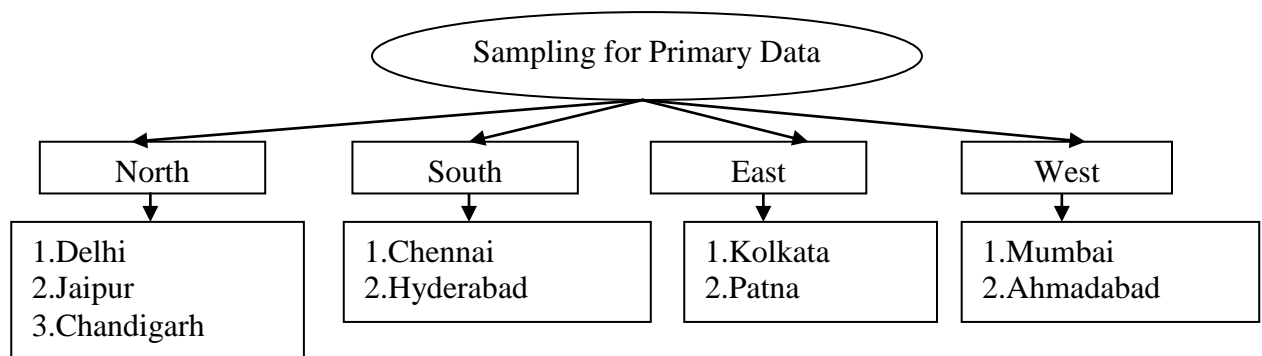 Sampling for Primary Data
North
South
East
West
1.Delhi
2.Jaipur
3.Chandigarh
1.Chennai
2.Hyderabad
1.Kolkata
2.Patna
1.Mumbai
2.Ahmadabad